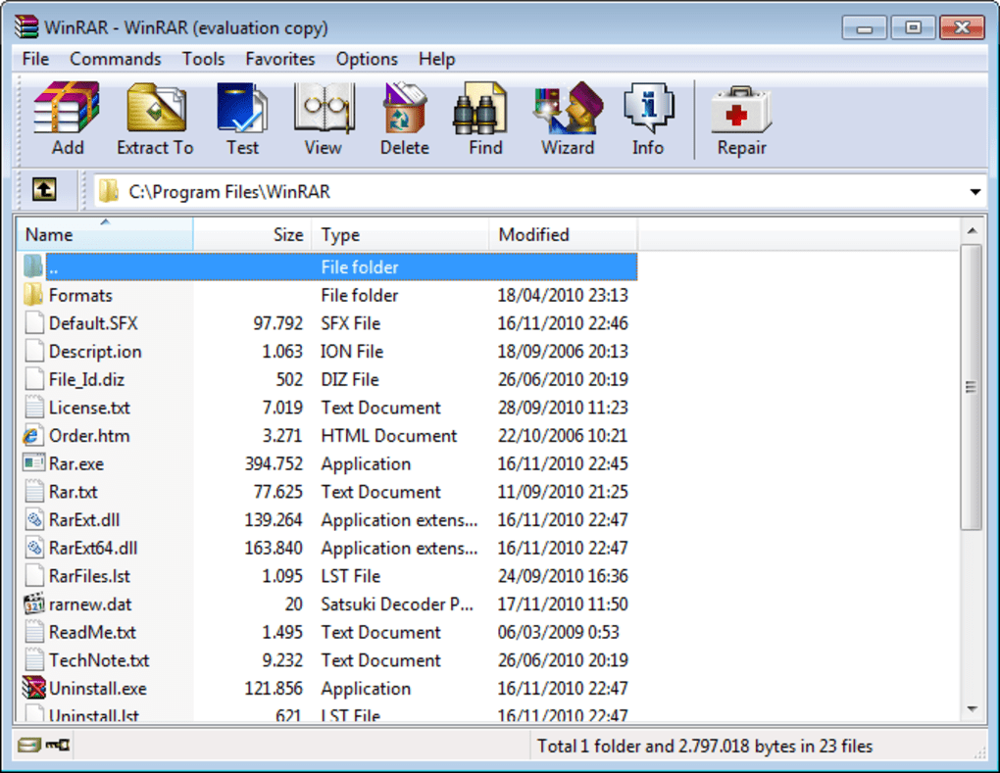 WinRAR - WinRAR (evaluation copy)
File Commands Tools Favorites Options Help
Add Extract To Test View Delete Find Wizard Info Repair
C:\Program Files\WinRAR
Name Size Type Modified
.. File folder
Formats File folder 18/04/2010 23:13
Default.SFX 97.792 SFX File 16/11/2010 22:46
Descript.ion 1.063 ION File 18/09/2006 20:13
File_Id.diz 502 DIZ File 26/06/2010 20:19
License.txt 7.019 Text Document 28/09/2010 11:23
Order.htm 3.271 HTML Document 22/10/2006 10:21
Rar.exe 394.752 Application 16/11/2010 22:45
Rar.txt 77.625 Text Document 11/09/2010 21:25
RarExt.dll 139.264 Application extens... 16/11/2010 22:47
RarExt64.dll 163.840 Application extens... 16/11/2010 22:47
RarFiles.lst 1.095 LST File 24/09/2010 16:36
rarnew.dat 20 Satsuki Decoder P... 17/11/2010 11:50
ReadMe.txt 1.495 Text Document 06/03/2009 0:53
TechNote.txt 9.232 Text Document 26/06/2010 20:19
Uninstall.exe 121.856 Application 16/11/2010 22:47
Uninstall.lst 621 LST File 16/11/2010 22:47
Total 1 folder and 2.797.018 bytes in 23 files